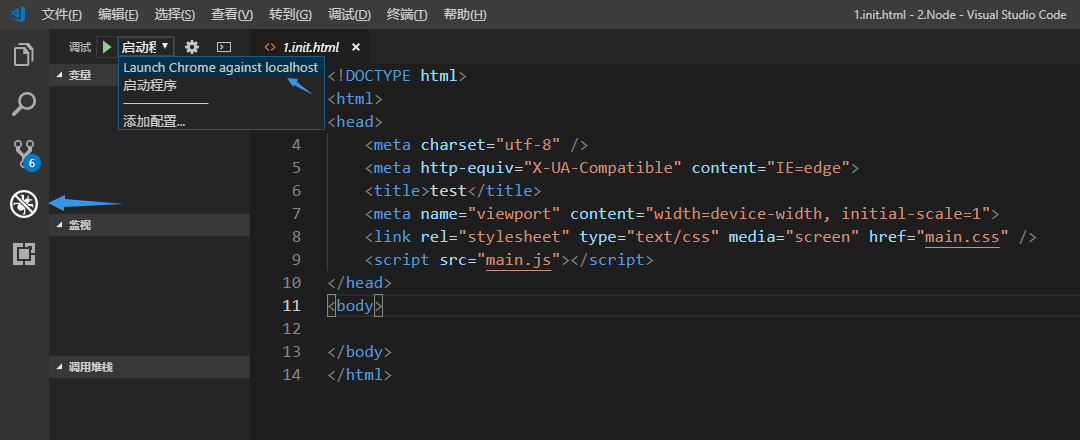 文件(F) 编辑(E) 选择(S) 查看(V) 转到(G) 调试(D) 终端(T) 帮助(H) 1.init.html - 2.Node - Visual Studio Code
调试 启动程 1.init.html ×
Launch Chrome against localhost
启动程序
──────────
添加配置...
变量
监视
调用堆栈
6
<!DOCTYPE html>
<html>
<head>
4 <meta charset="utf-8" />
5 <meta http-equiv="X-UA-Compatible" content="IE=edge">
6 <title>test</title>
7 <meta name="viewport" content="width=device-width, initial-scale=1">
8 <link rel="stylesheet" type="text/css" media="screen" href="main.css" />
9 <script src="main.js"></script>
10 </head>
11 <body>
12
13 </body>
14 </html>